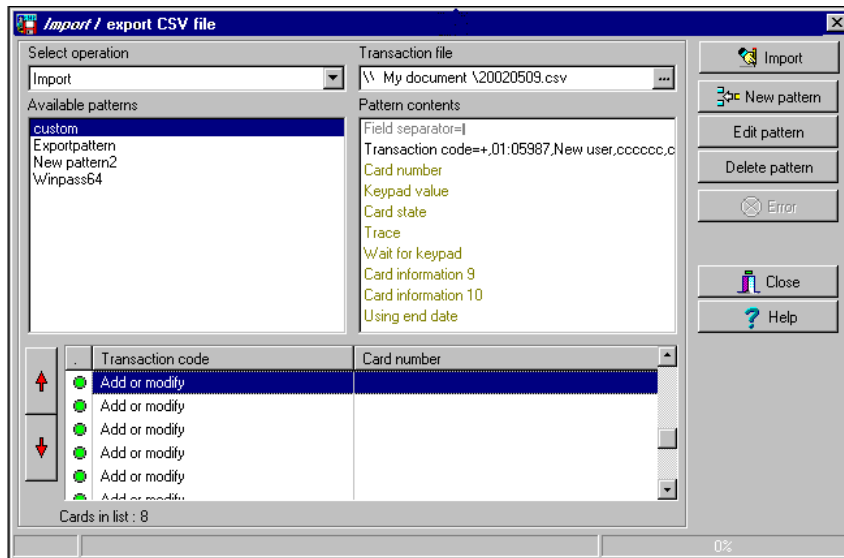 Import / export CSV file
Select operation
Import
Transaction file
\\ My document \20020509.csv
...
Available patterns
custom
Exportpattern
New pattern2
Winpass64
Pattern contents
Field separator=|
Transaction code=+,01:05987,New user,cccccc,c
Card number
Keypad value
Card state
Trace
Wait for keypad
Card information 9
Card information 10
Using end date
Import
New pattern
Edit pattern
Delete pattern
Error
Close
Help
. Transaction code Card number
Add or modify
Add or modify
Add or modify
Add or modify
Add or modify
Add or modify
Cards in list : 8
0%